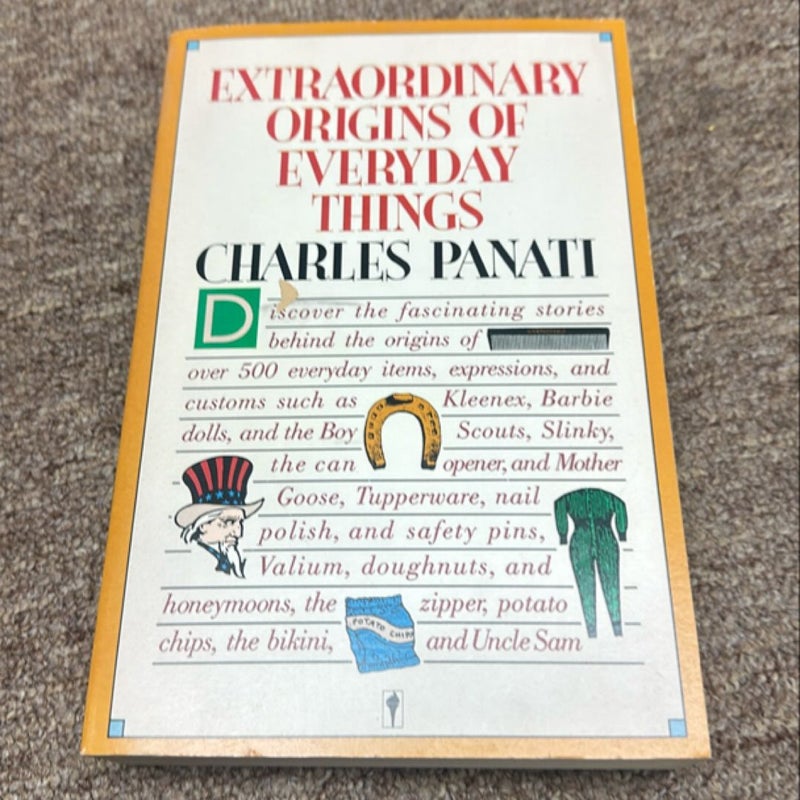 EXTRAORDINARY
ORIGINS OF
EVERYDAY
THINGS
CHARLES PANATI
Discover the fascinating stories
behind the origins of
over 500 everyday items, expressions, and
customs such as Kleenex, Barbie
dolls, and the Boy Scouts, Slinky,
the can opener, and Mother
Goose, Tupperware, nail
polish, and safety pins,
Valium, doughnuts, and
honeymoons, the zipper, potato
chips, the bikini, and Uncle Sam
POTATO CHIPS